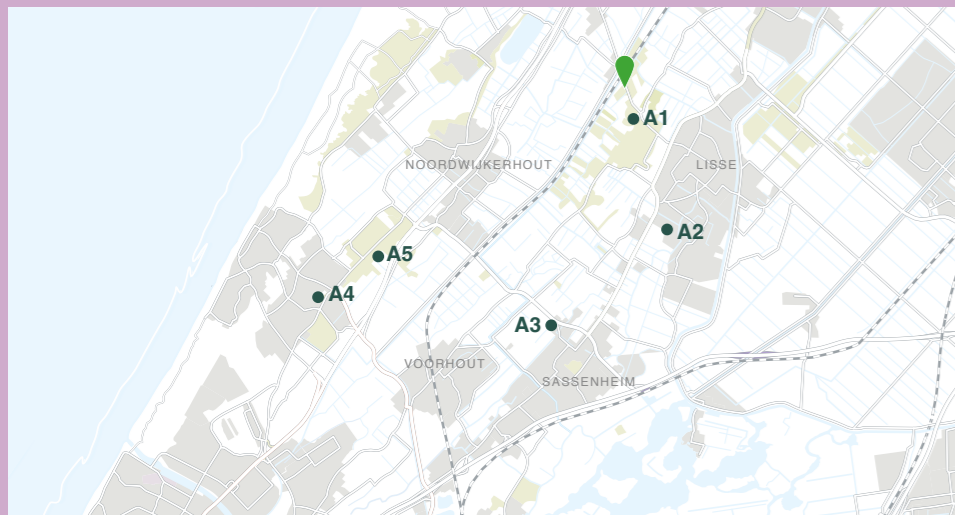 A1
NOORDWIJKERHOUT
LISSE
A2
A5
A4
A3
VOORHOUT
SASSENHEIM